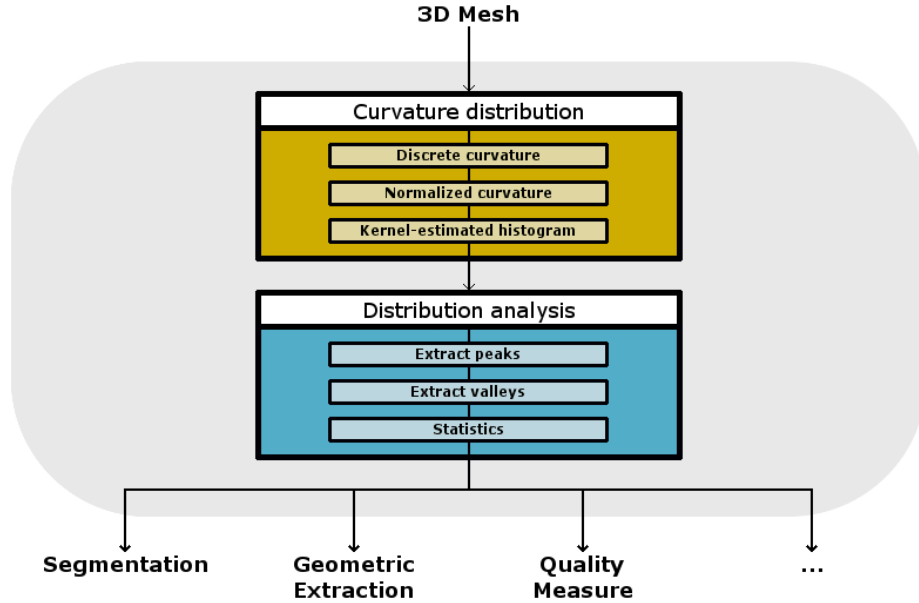 3D Mesh
Curvature distribution
Discrete curvature
Normalized curvature
Kernel-estimated histogram
Distribution analysis
Extract peaks
Extract valleys
Statistics
Segmentation
Geometric
Extraction
Quality
Measure
...